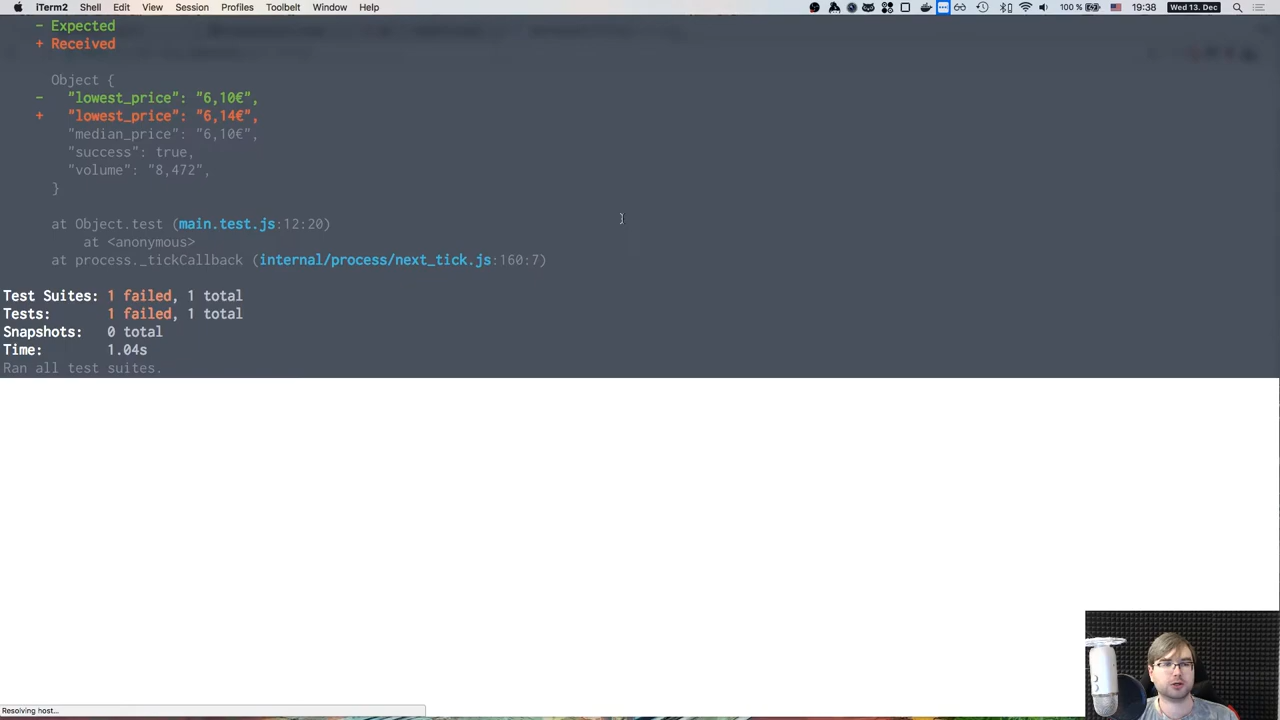 iTerm2 Shell Edit View Session Profiles Toolbelt Window Help 100 % 19:38 Wed 13. Dec
- Expected
+ Received
Object {
- "lowest_price": "6,10€",
+ "lowest_price": "6,14€",
"median_price": "6,10€",
"success": true,
"volume": "8,472",
}
at Object.test (main.test.js:12:20)
at <anonymous>
at process._tickCallback (internal/process/next_tick.js:160:7)
Test Suites: 1 failed, 1 total
Tests: 1 failed, 1 total
Snapshots: 0 total
Time: 1.04s
Ran all test suites.
Resolving host...